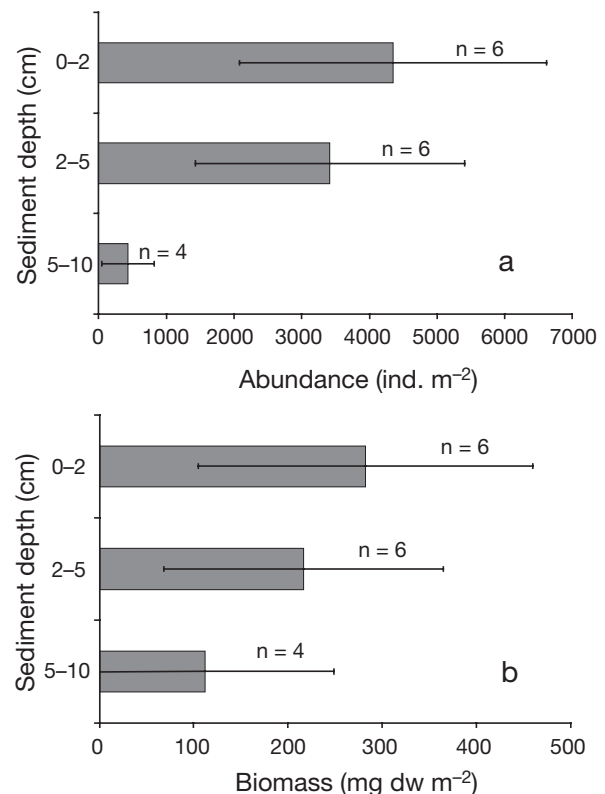 Sediment depth (cm)
0–2
n = 6
2–5
n = 6
5–10
n = 4
a
0 1000 2000 3000 4000 5000 6000 7000
Abundance (ind. m⁻²)
Sediment depth (cm)
0–2
n = 6
2–5
n = 6
5–10
n = 4
b
0 100 200 300 400 500
Biomass (mg dw m⁻²)